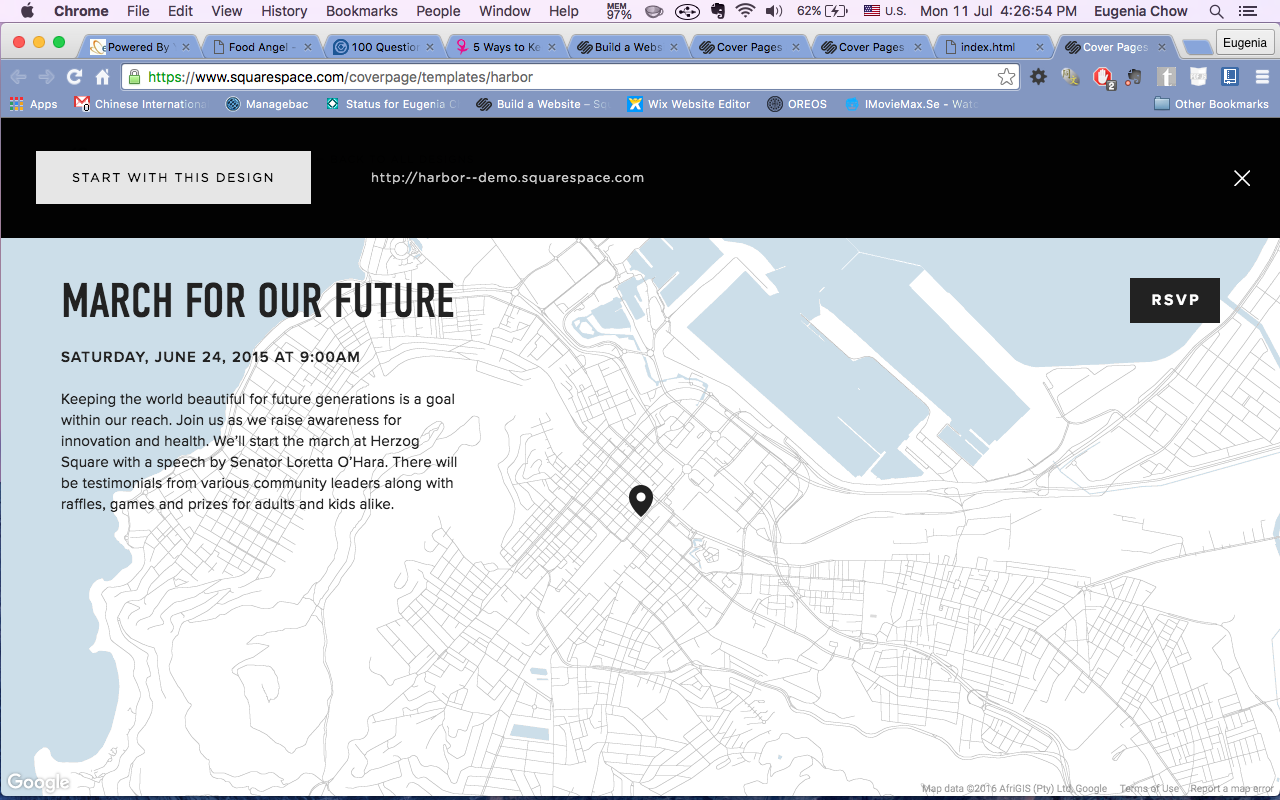 Chrome File Edit View History Bookmarks People Window Help MEM 97% 62% U.S. Mon 11 Jul 4:26:54 PM Eugenia Chow
Powered By Food Angel - 100 Question 5 Ways to Ke Build a Webs Cover Pages Cover Pages index.html Cover Pages Eugenia
https://www.squarespace.com/coverpage/templates/harbor 2
Apps 0 Chinese Internationa Managebac Status for Eugenia C Build a Website – Sq Wix Website Editor OREOS IMovieMax.Se - Watc Other Bookmarks
START WITH THIS DESIGN http://harbor--demo.squarespace.com
MARCH FOR OUR FUTURE
RSVP
SATURDAY, JUNE 24, 2015 AT 9:00AM
Keeping the world beautiful for future generations is a goal
within our reach. Join us as we raise awareness for
innovation and health. We'll start the march at Herzog
Square with a speech by Senator Loretta O'Hara. There will
be testimonials from various community leaders along with
raffles, games and prizes for adults and kids alike.
Google Map data ©2016 AfriGIS (Pty) Ltd, Google Terms of Use Report a map error